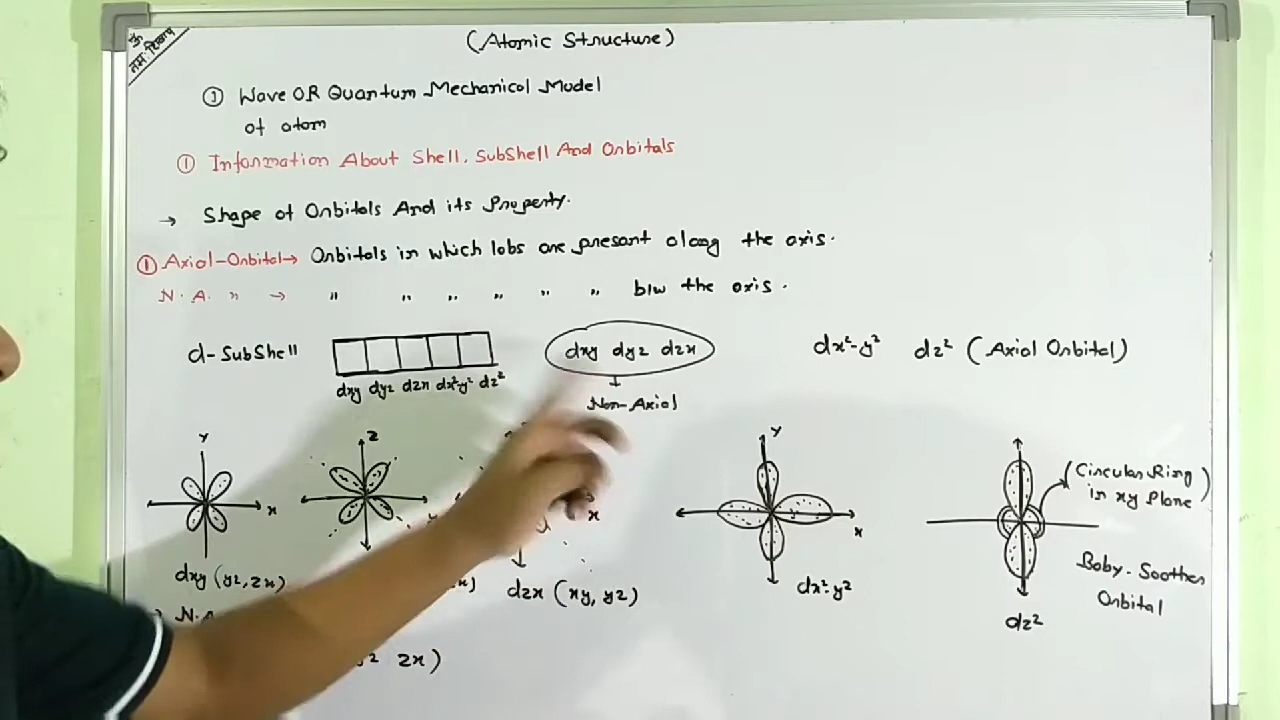 ॐ
नमः शिवाय
(Atomic Structure)
① Wave OR Quantum Mechanical Model
of atom
① Information About Shell, SubShell And Orbitals
→ Shape of Orbitals And its Property.
① Axial-Orbital→ Orbitals in which lobs are present along the axis.
N.A. " → " " " " " " b/w the axis.
d-SubShell
dxy dyz dzx dx²-y² dz²
dxy dyz dzx
Non-Axial
dx²-y² dz² (Axial Orbital)
Y
x
Z
x
Y
x
(Circular Ring
in xy Plane)
dxy (yz, zx)
dzx (xy, yz)
dx²-y²
Baby-Soother
Orbital
dz²
N.A
zx)